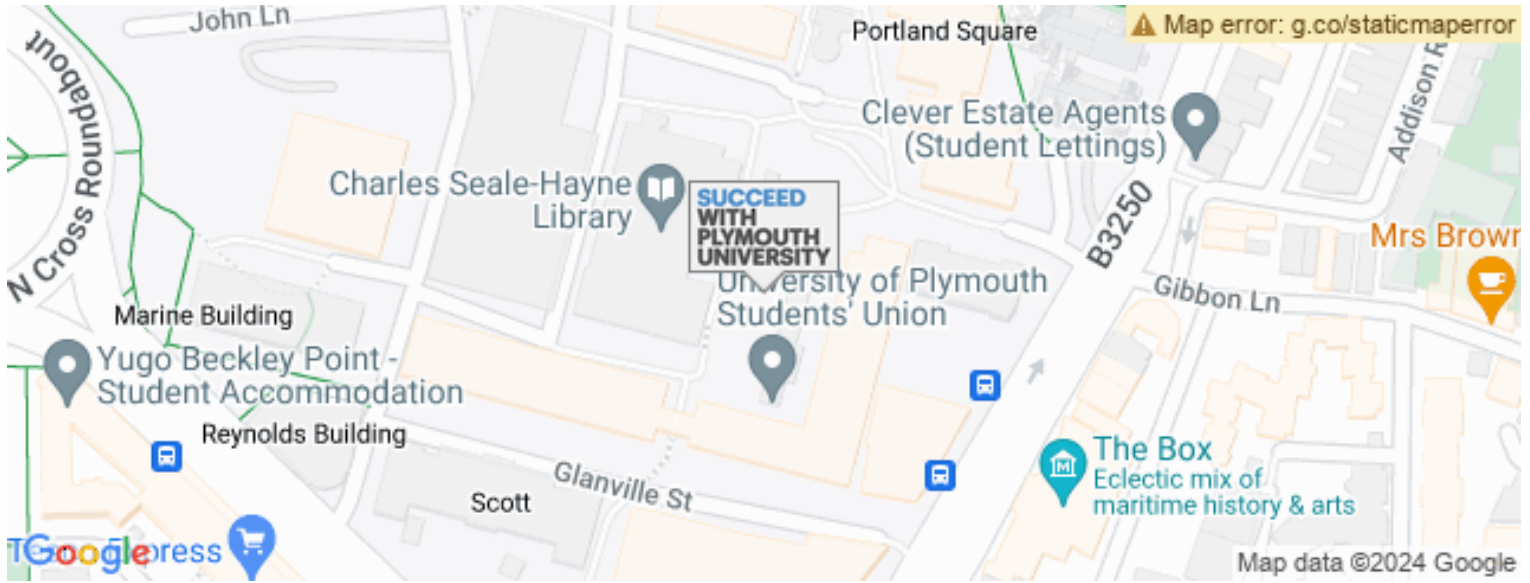 John Ln
Portland Square
Map error: g.co/staticmaperror
N Cross Roundabout
Clever Estate Agents
(Student Lettings)
Addison R
Charles Seale-Hayne
Library
SUCCEED
WITH
PLYMOUTH
UNIVERSITY
B3250
Mrs Brown
University of Plymouth
Students' Union
Gibbon Ln
Marine Building
Yugo Beckley Point -
Student Accommodation
Reynolds Building
The Box
Eclectic mix of
maritime history & arts
Glanville St
Scott
Google
Map data ©2024 Google